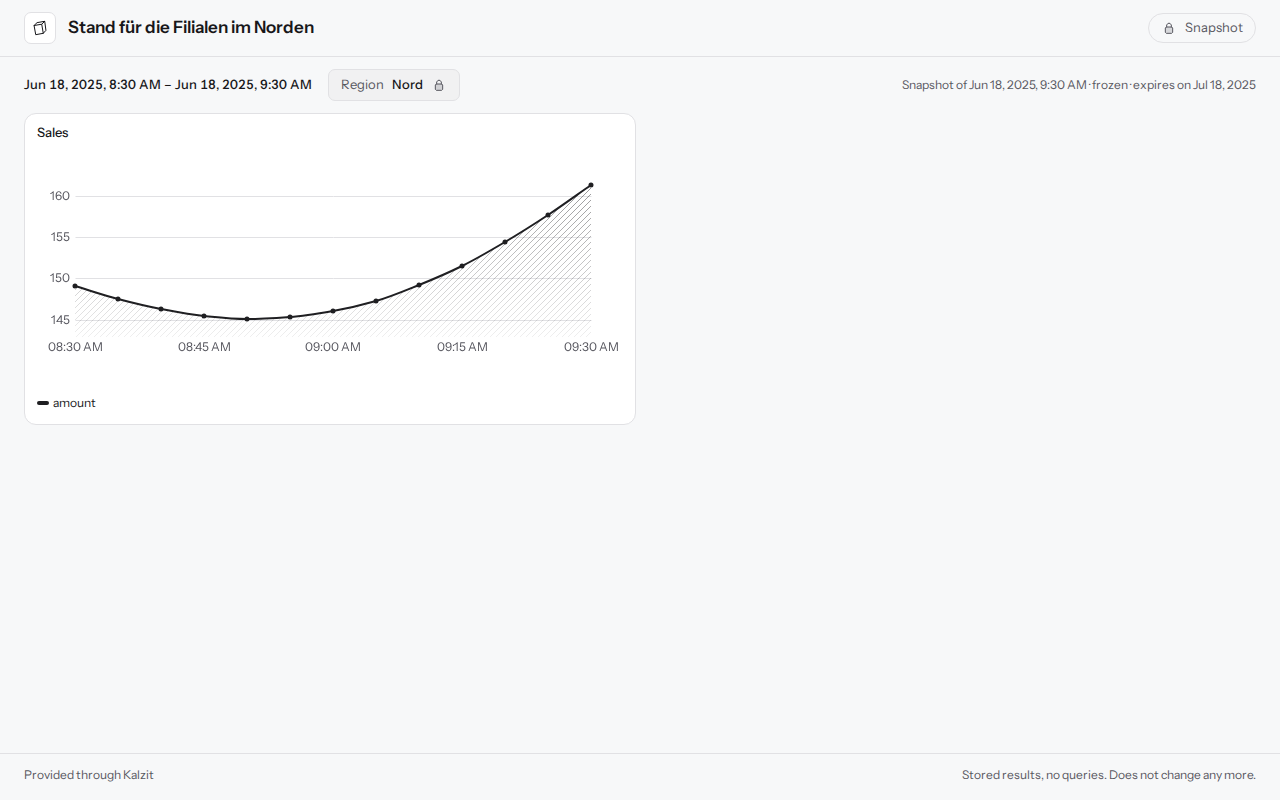 Stand für die Filialen im Norden
Snapshot
Jun 18, 2025, 8:30 AM – Jun 18, 2025, 9:30 AM
Region Nord
Snapshot of Jun 18, 2025, 9:30 AM · frozen · expires on Jul 18, 2025
Sales
160
155
150
145
08:30 AM 08:45 AM 09:00 AM 09:15 AM 09:30 AM
amount
Provided through Kalzit
Stored results, no queries. Does not change any more.